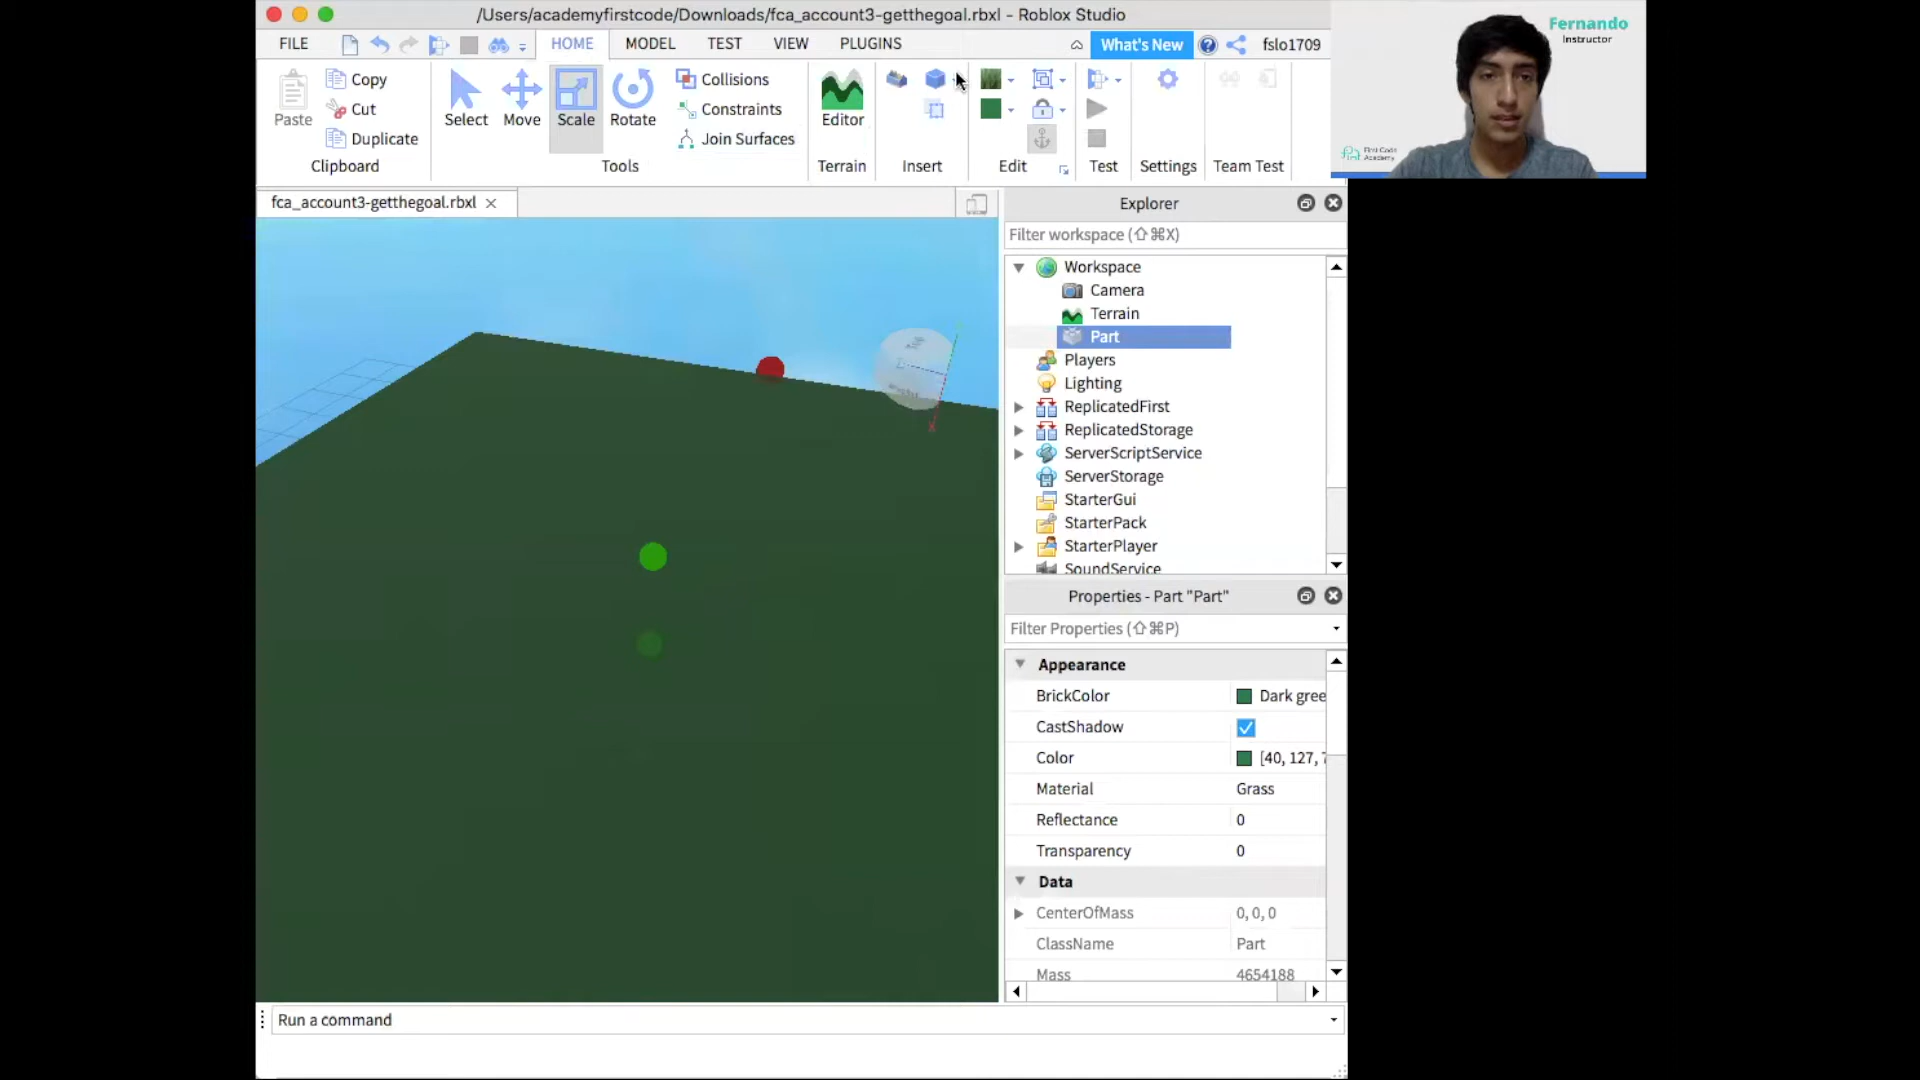 /Users/academyfirstcode/Downloads/fca_account3-getthegoal.rbxl - Roblox Studio
Fernando
Instructor
First Code
Academy
FILE HOME MODEL TEST VIEW PLUGINS What's New fslo1709
Paste
Copy
Cut
Duplicate
Clipboard
Select Move Scale Rotate
Collisions
Constraints
Join Surfaces
Tools
Editor
Terrain
Insert
Edit
Test
Settings
Team Test
fca_account3-getthegoal.rbxl
Explorer
Filter workspace (⇧⌘X)
Workspace
Camera
Terrain
Part
Players
Lighting
ReplicatedFirst
ReplicatedStorage
ServerScriptService
ServerStorage
StarterGui
StarterPack
StarterPlayer
SoundService
Properties - Part "Part"
Filter Properties (⇧⌘P)
Appearance
BrickColor Dark gree
CastShadow
Color [40, 127, 7
Material Grass
Reflectance 0
Transparency 0
Data
CenterOfMass 0, 0, 0
ClassName Part
Mass 4654188
X
Run a command